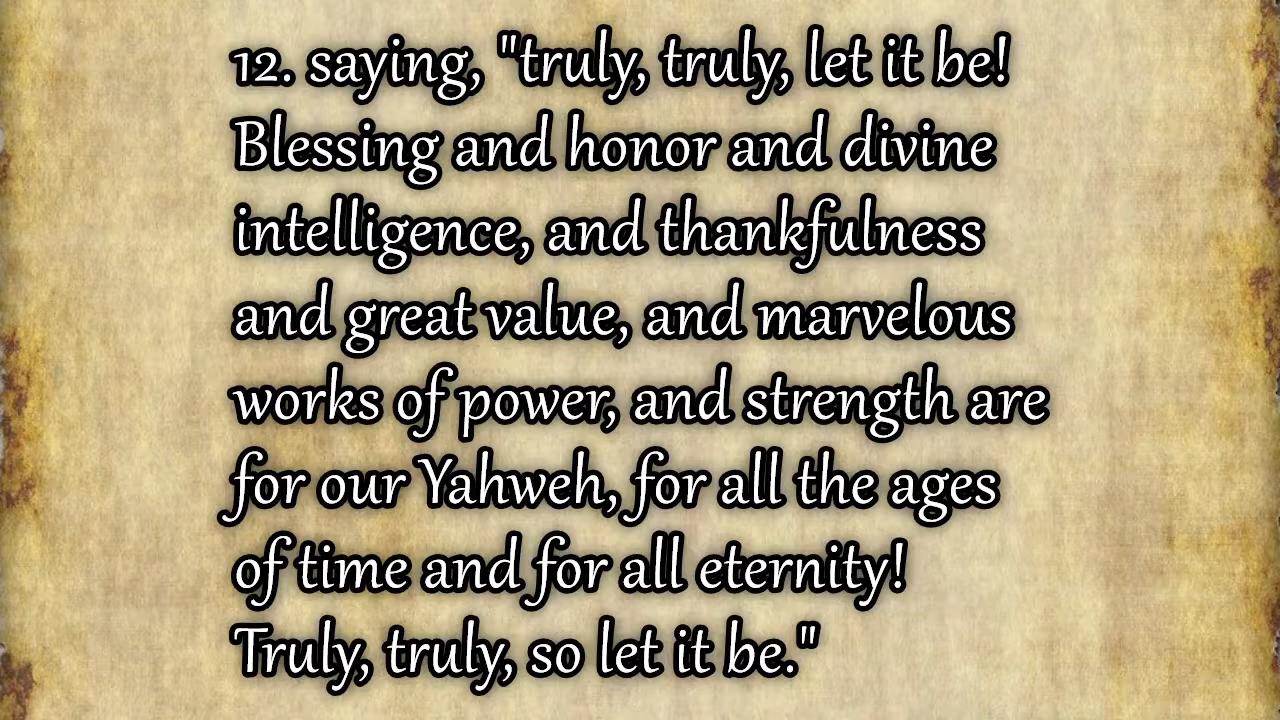 12. saying, "truly, truly, let it be!
Blessing and honor and divine
intelligence, and thankfulness
and great value, and marvelous
works of power, and strength are
for our Yahweh, for all the ages
of time and for all eternity!
Truly, truly, so let it be."